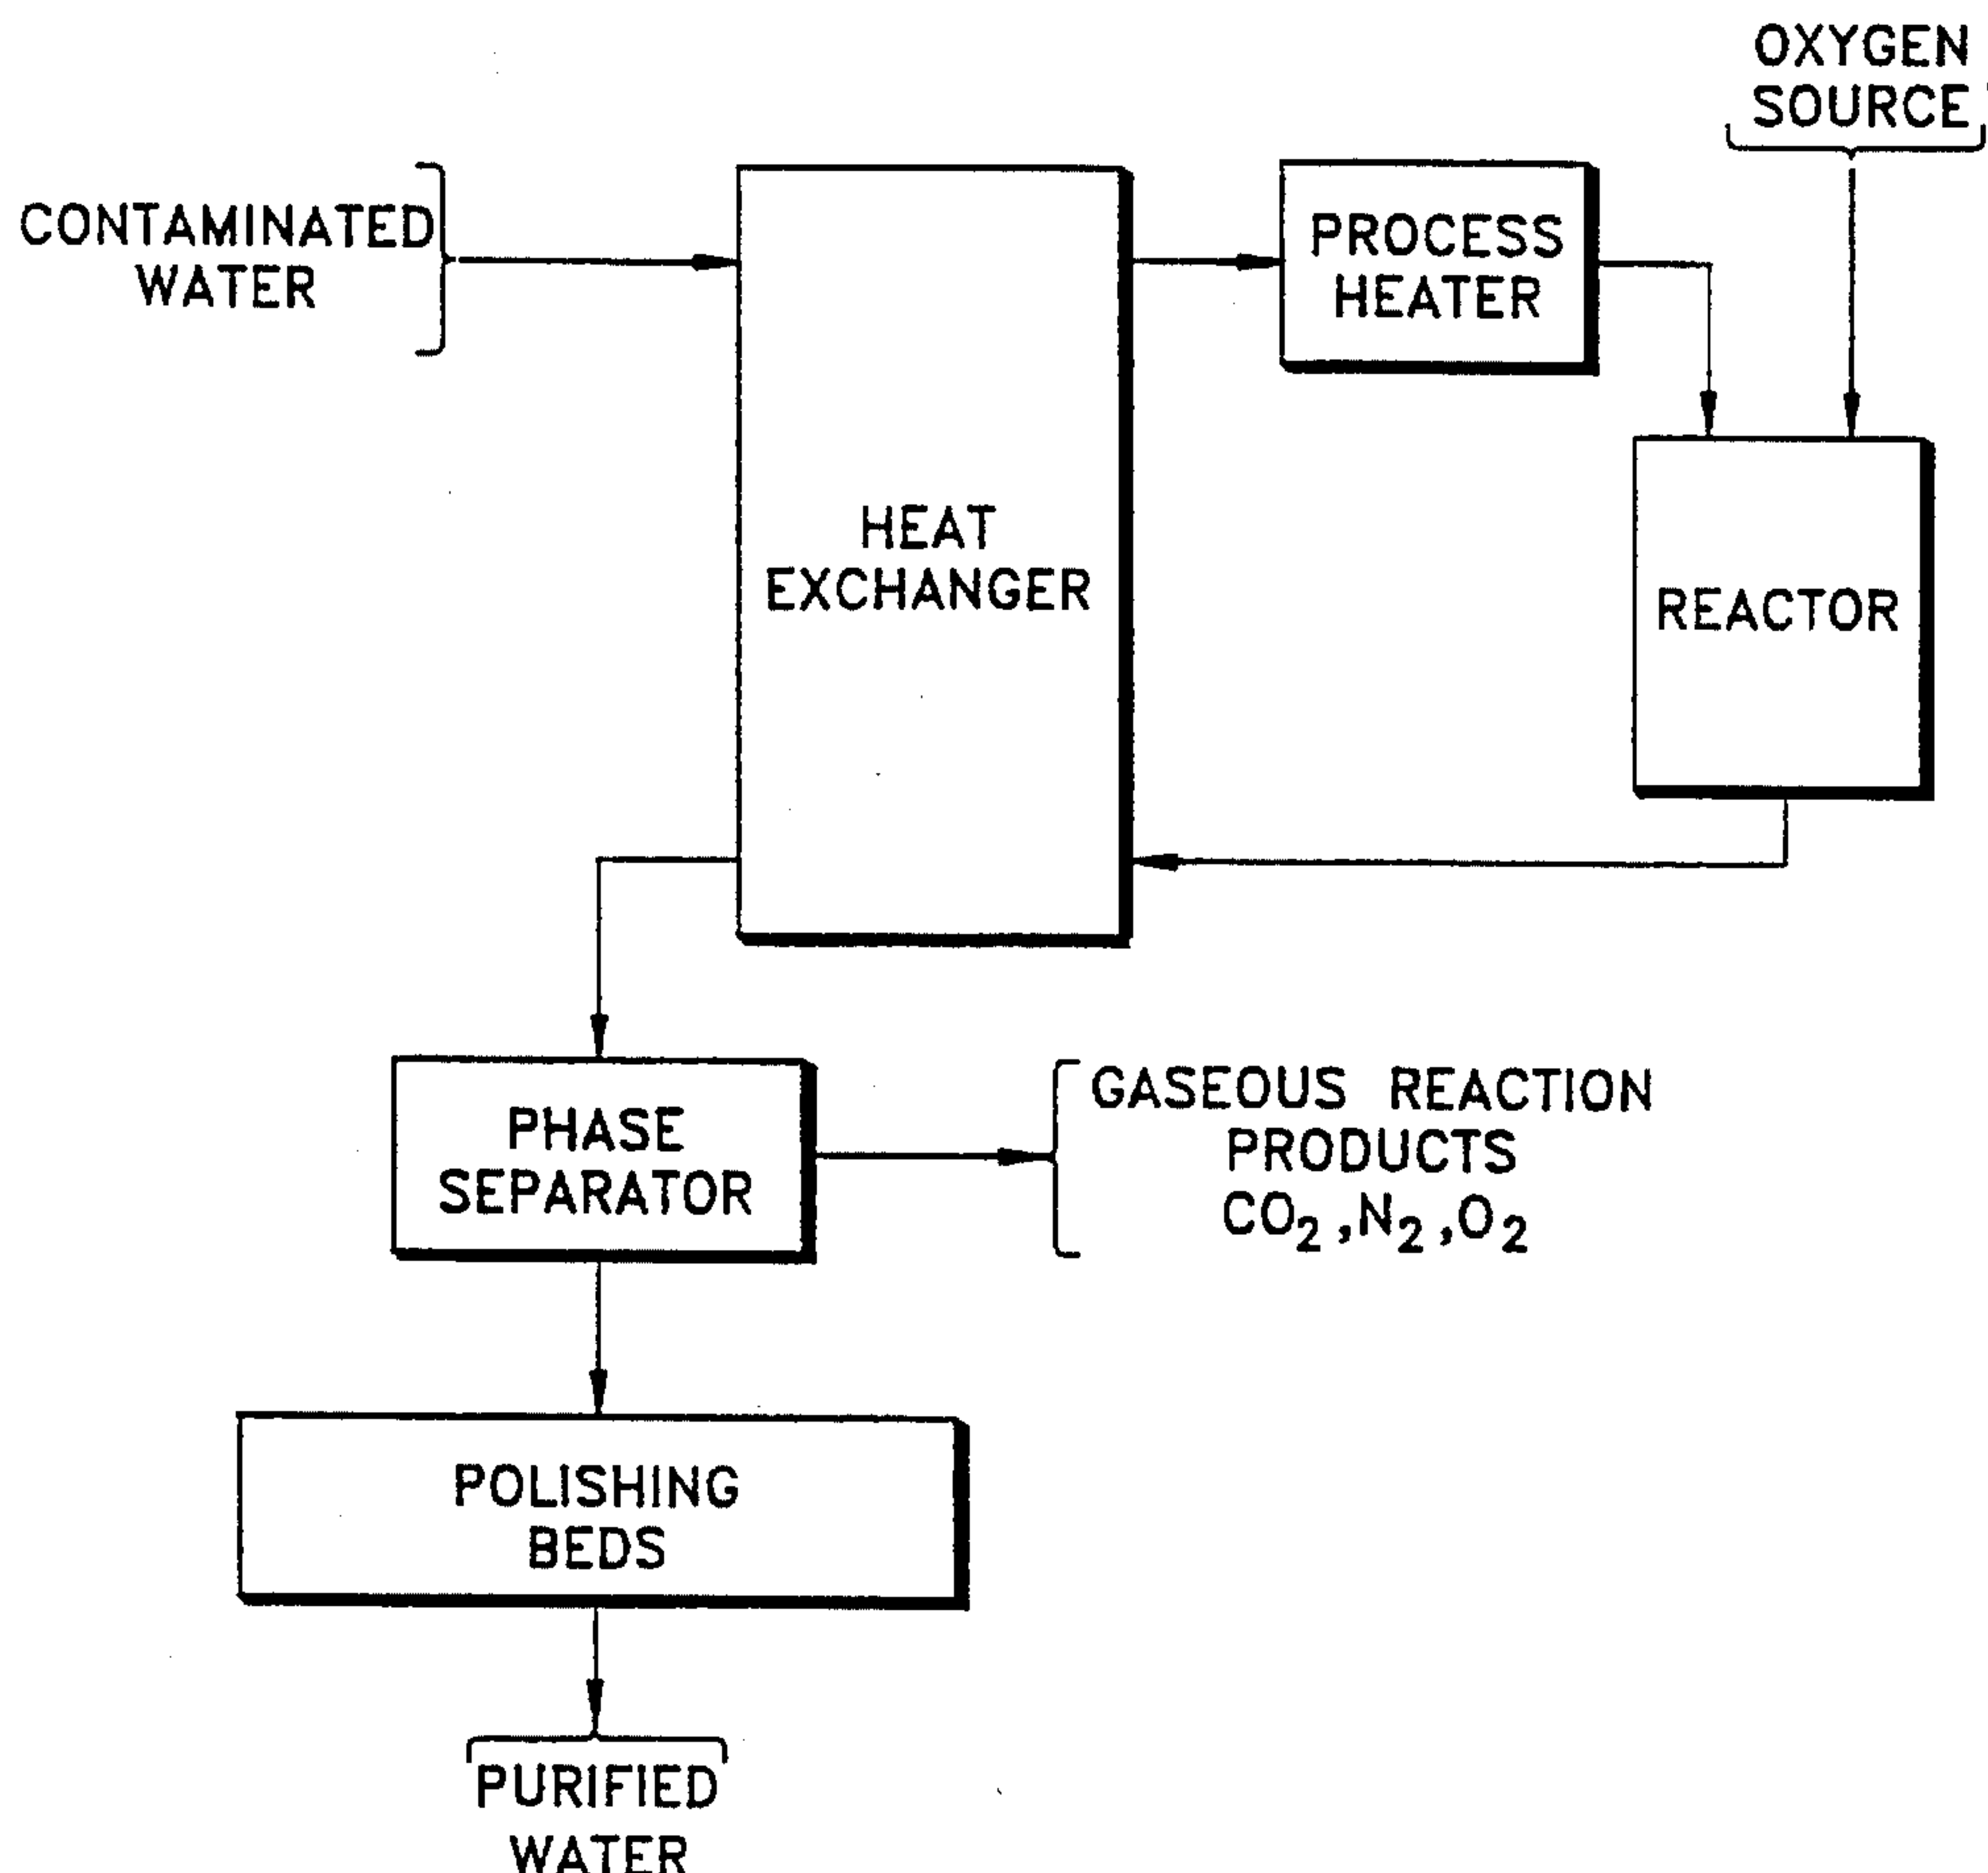 OXYGEN
SOURCE
CONTAMINATED
WATER
PROCESS
HEATER
HEAT
EXCHANGER
REACTOR
PHASE
SEPARATOR
GASEOUS REACTION
PRODUCTS
CO₂,N₂,O₂
POLISHING
BEDS
PURIFIED
WATER